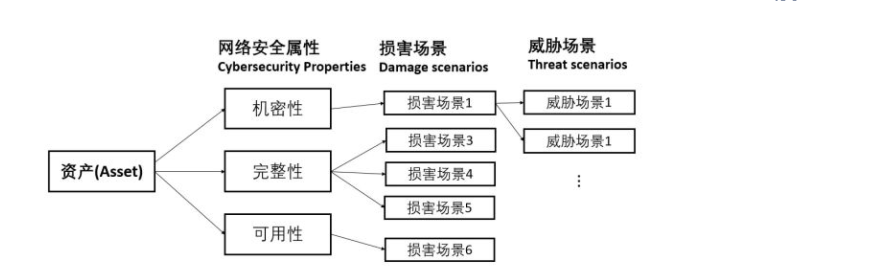 网络安全属性
Cybersecurity Properties
损害场景
Damage scenarios
威胁场景
Threat scenarios
资产(Asset)
机密性
完整性
可用性
损害场景1
损害场景3
损害场景4
损害场景5
损害场景6
威胁场景1
威胁场景1
⋮